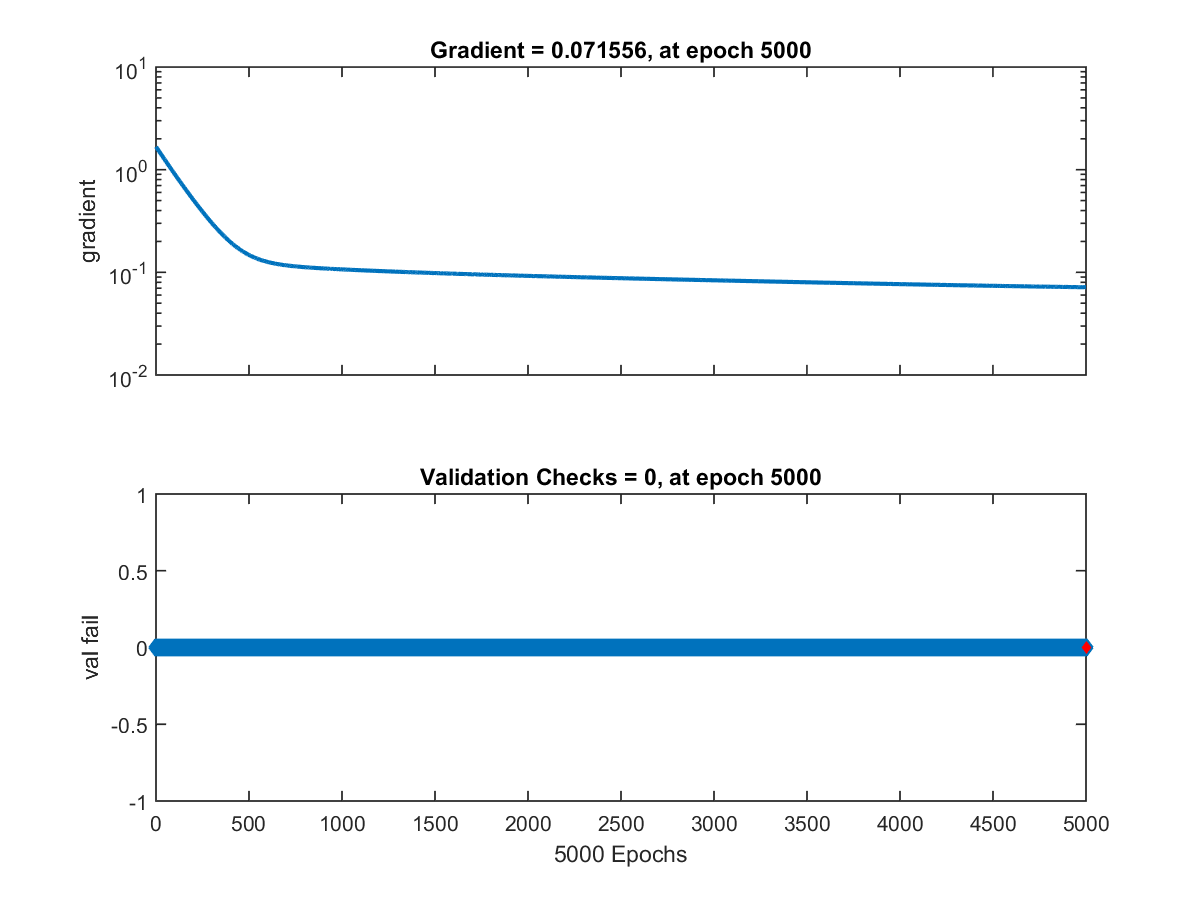 Gradient = 0.071556, at epoch 5000
10^1
10^0
10^-1
10^-2
gradient
Validation Checks = 0, at epoch 5000
1
0.5
0
-0.5
-1
val fail
0 500 1000 1500 2000 2500 3000 3500 4000 4500 5000
5000 Epochs